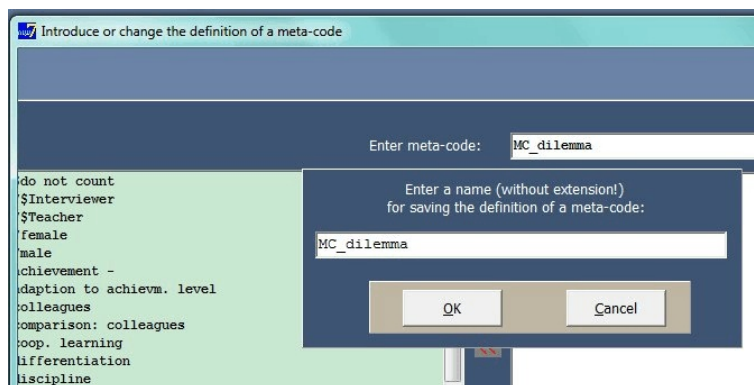 Introduce or change the definition of a meta-code
Enter meta-code:
MC_dilemma
$do not count
/$Interviewer
/$Teacher
/female
/male
achievement -
adaption to achievm. level
colleagues
comparison: colleagues
coop. learning
differentiation
discipline
Enter a name (without extension!)
for saving the definition of a meta-code:
MC_dilemma
OK
Cancel